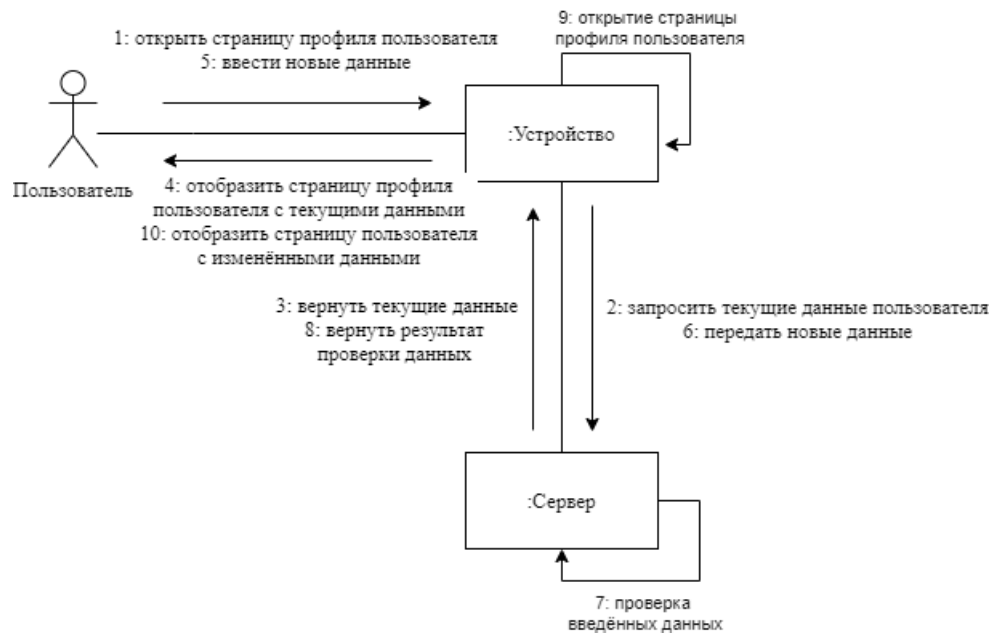 9: открытие страницы
профиля пользователя
1: открыть страницу профиля пользователя
5: ввести новые данные
:Устройство
Пользователь
4: отобразить страницу профиля
пользователя с текущими данными
10: отобразить страницу пользователя
с изменёнными данными
3: вернуть текущие данные
8: вернуть результат
проверки данных
2: запросить текущие данные пользователя
6: передать новые данные
:Сервер
7: проверка
введённых данных